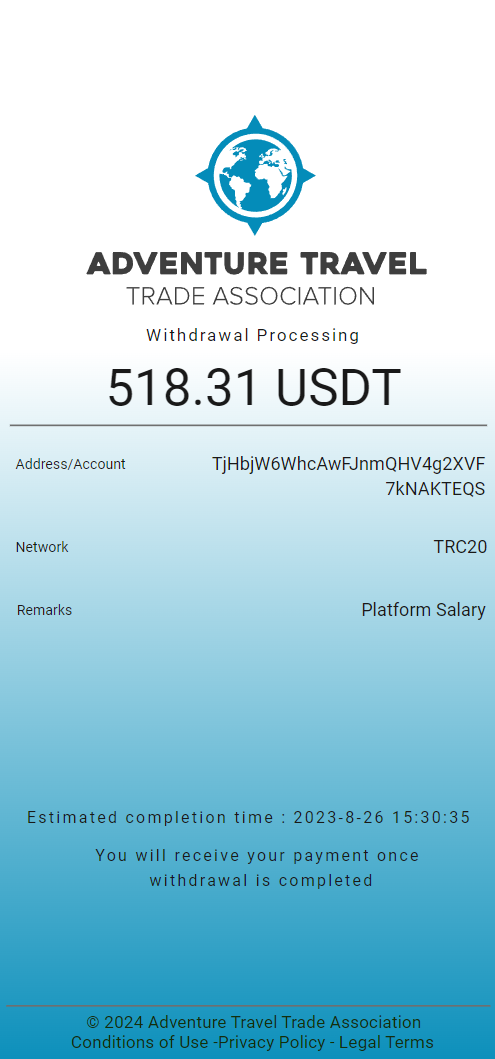 ADVENTURE TRAVEL
TRADE ASSOCIATION
Withdrawal Processing
518.31 USDT
Address/Account TjHbjW6WhcAwFJnmQHV4g2XVF
7kNAKTEQS
Network TRC20
Remarks Platform Salary
Estimated completion time : 2023-8-26 15:30:35
You will receive your payment once
withdrawal is completed
© 2024 Adventure Travel Trade Association
Conditions of Use -Privacy Policy - Legal Terms